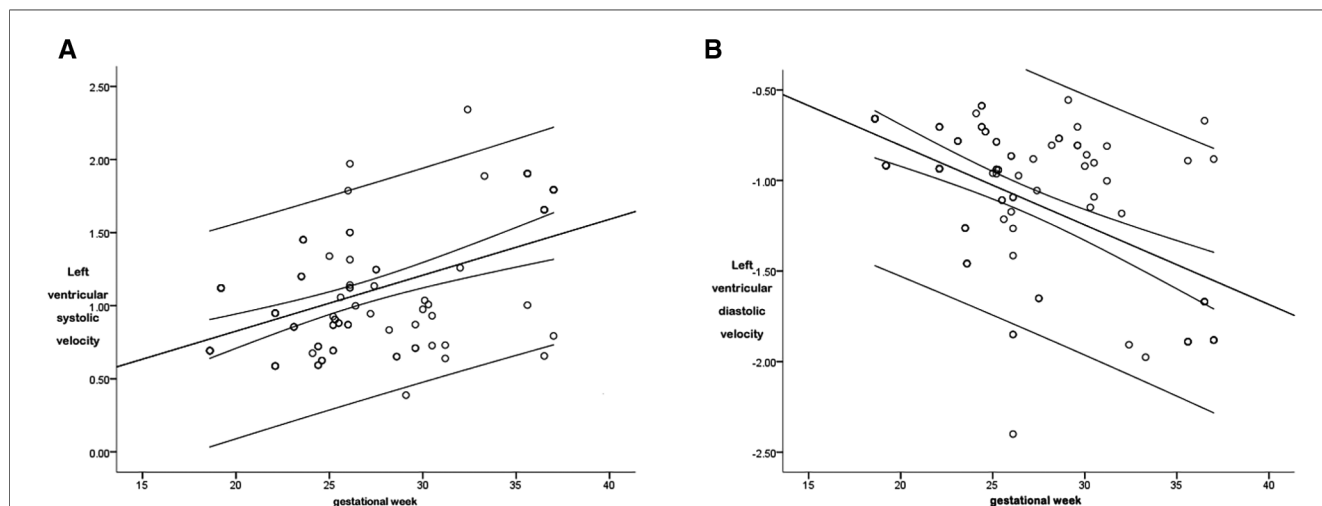 A
2.50
2.00
1.50
1.00
0.50
0.00
Left
ventricular
systolic
velocity
15 20 25 30 35 40
gestational week
B
-0.50
-1.00
-1.50
-2.00
-2.50
Left
ventricular
diastolic
velocity
15 20 25 30 35 40
gestational week